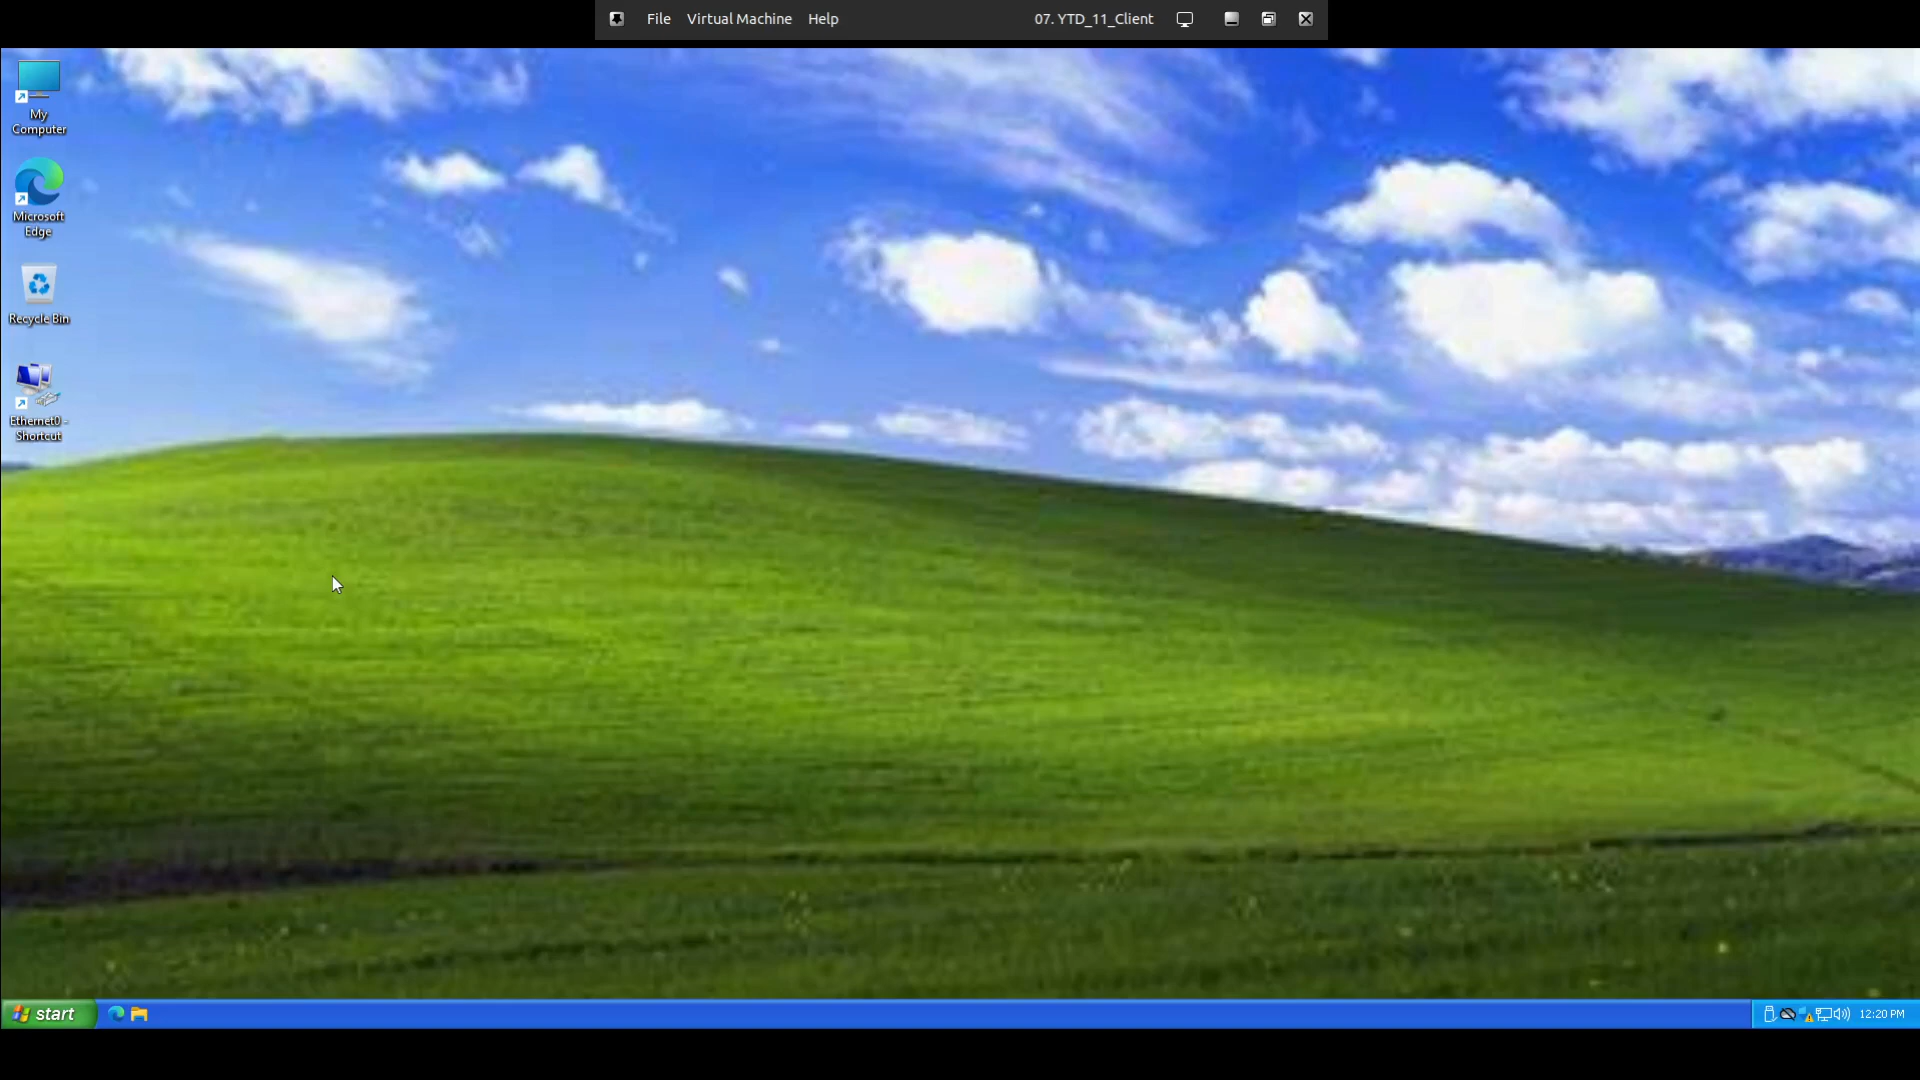 File Virtual Machine Help 07. YTD_11_Client
My
Computer
Microsoft
Edge
Recycle Bin
Ethernet0 -
Shortcut
start
12:20 PM